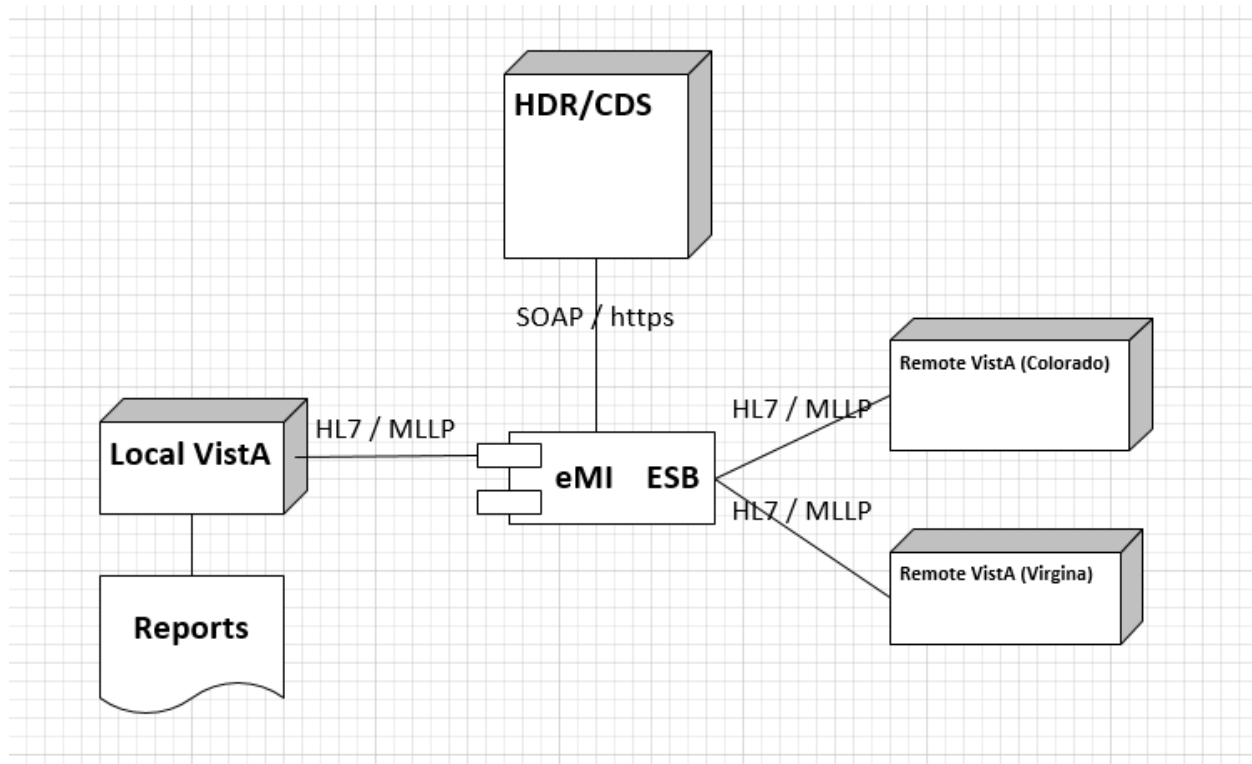 HDR/CDS
SOAP / https
Remote VistA (Colorado)
HL7 / MLLP
HL7 / MLLP
Local VistA
eMI ESB
HL7 / MLLP
Remote VistA (Virgina)
Reports